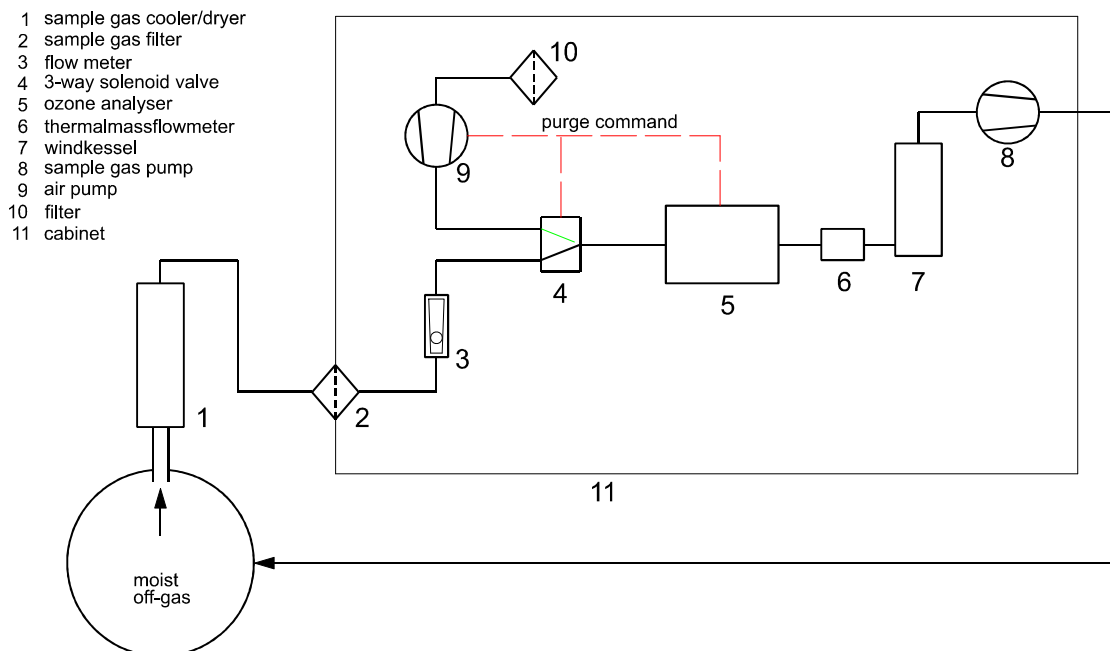 1 sample gas cooler/dryer
2 sample gas filter
3 flow meter
4 3-way solenoid valve
5 ozone analyser
6 thermalmassflowmeter
7 windkessel
8 sample gas pump
9 air pump
10 filter
11 cabinet
10
purge command
9
8
4
5
6
7
3
1
2
11
moist
off-gas